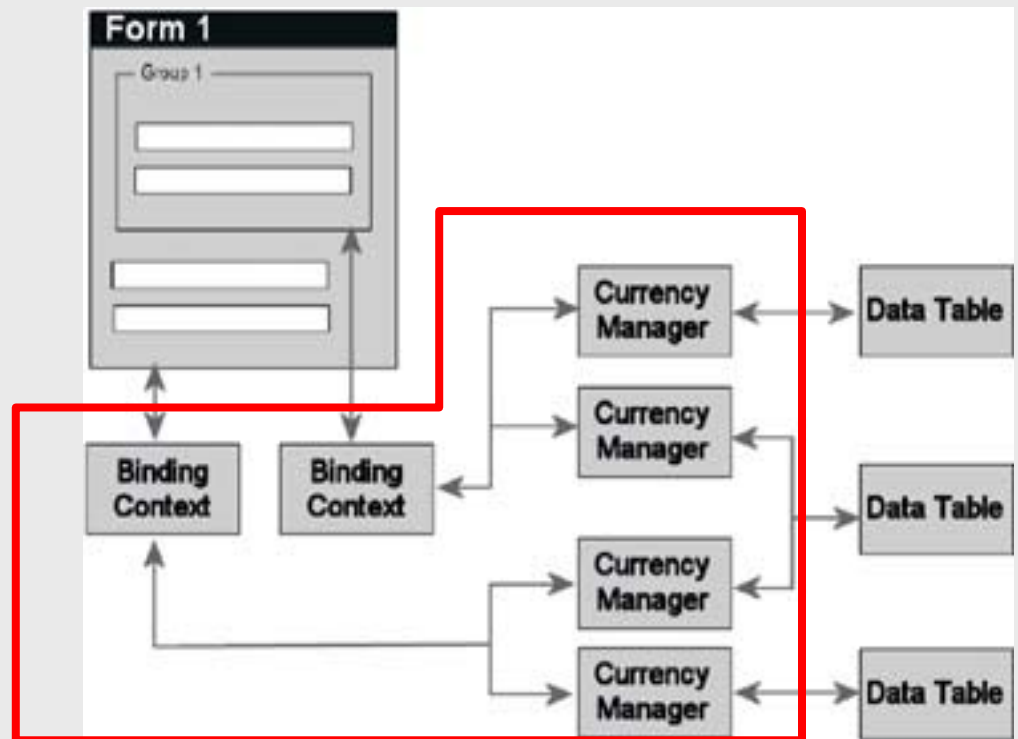 Form 1
Group 1
Currency
Manager
Data Table
Currency
Manager
Binding
Context
Binding
Context
Data Table
Currency
Manager
Currency
Manager
Data Table